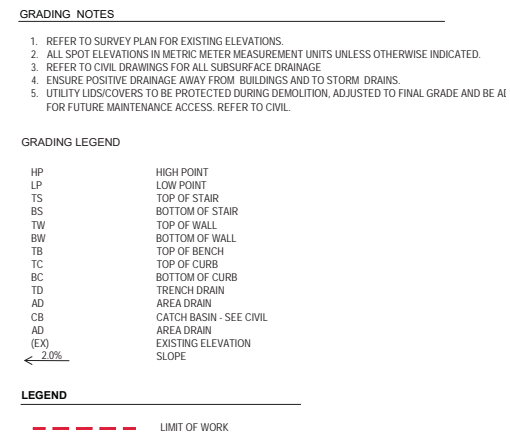 GRADING NOTES
1. REFER TO SURVEY PLAN FOR EXISTING ELEVATIONS.
2. ALL SPOT ELEVATIONS IN METRIC METER MEASUREMENT UNITS UNLESS OTHERWISE INDICATED.
3. REFER TO CIVIL DRAWINGS FOR ALL SUBSURFACE DRAINAGE
4. ENSURE POSITIVE DRAINAGE AWAY FROM BUILDINGS AND TO STORM DRAINS.
5. UTILITY LIDS/COVERS TO BE PROTECTED DURING DEMOLITION, ADJUSTED TO FINAL GRADE AND BE
FOR FUTURE MAINTENANCE ACCESS. REFER TO CIVIL.
GRADING LEGEND
HP HIGH POINT
LP LOW POINT
TS TOP OF STAIR
BS BOTTOM OF STAIR
TW TOP OF WALL
BW BOTTOM OF WALL
TB TOP OF BENCH
TC TOP OF CURB
BC BOTTOM OF CURB
TD TRENCH DRAIN
AD AREA DRAIN
CB CATCH BASIN - SEE CIVIL
AD AREA DRAIN
(EX) EXISTING ELEVATION
2.0% SLOPE
LEGEND
LIMIT OF WORK